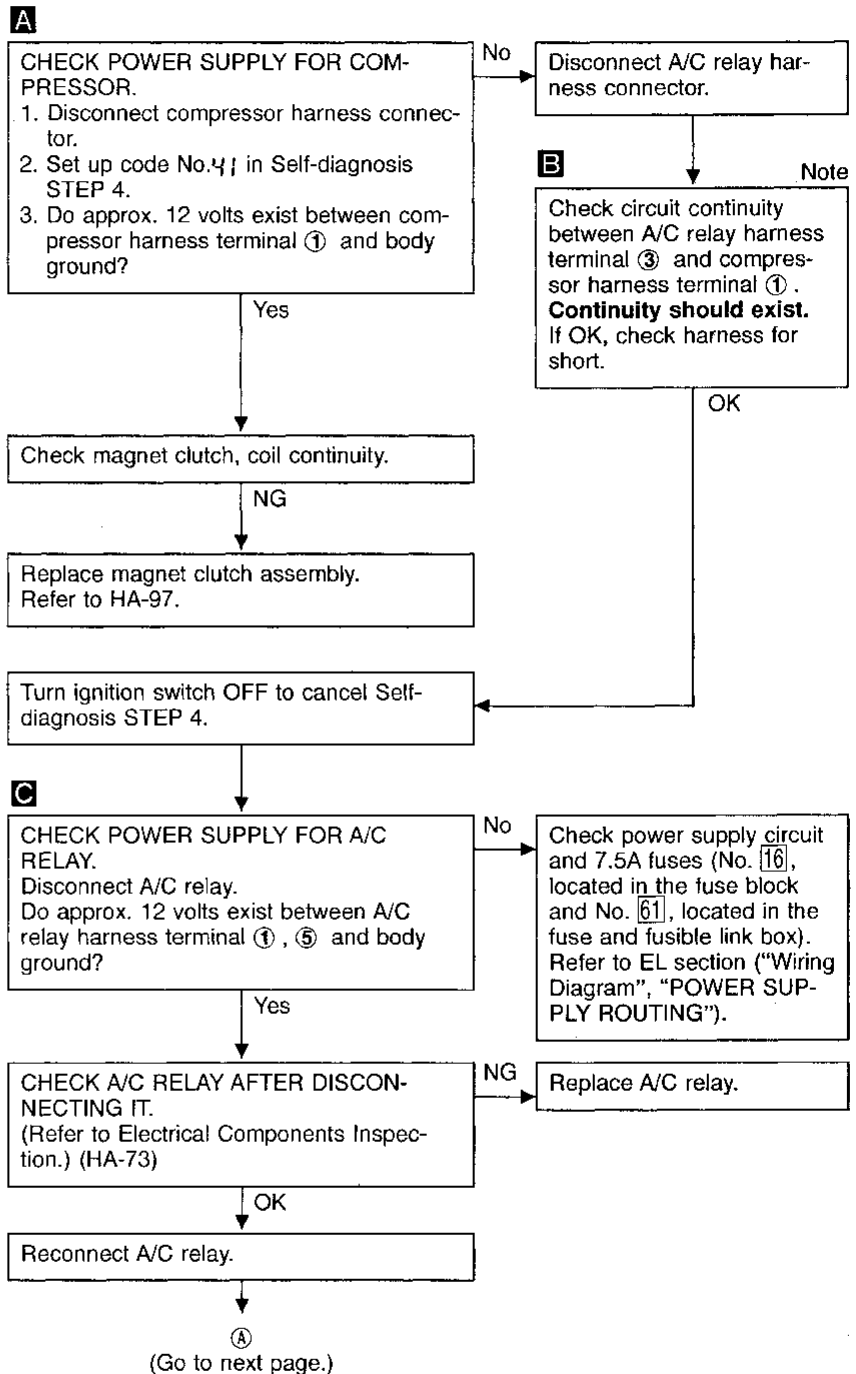 A
CHECK POWER SUPPLY FOR COM-
PRESSOR.
1. Disconnect compressor harness connec-
tor.
2. Set up code No.41 in Self-diagnosis
STEP 4.
3. Do approx. 12 volts exist between com-
pressor harness terminal ① and body
ground?
No
Disconnect A/C relay har-
ness connector.
B
Note
Check circuit continuity
between A/C relay harness
terminal ③ and compres-
sor harness terminal ①.
Continuity should exist.
If OK, check harness for
short.
Yes
OK
Check magnet clutch, coil continuity.
NG
Replace magnet clutch assembly.
Refer to HA-97.
Turn ignition switch OFF to cancel Self-
diagnosis STEP 4.
C
CHECK POWER SUPPLY FOR A/C
RELAY.
Disconnect A/C relay.
Do approx. 12 volts exist between A/C
relay harness terminal ①, ⑤ and body
ground?
No
Check power supply circuit
and 7.5A fuses (No. 16,
located in the fuse block
and No. 61, located in the
fuse and fusible link box).
Refer to EL section ("Wiring
Diagram", "POWER SUP-
PLY ROUTING").
Yes
CHECK A/C RELAY AFTER DISCON-
NECTING IT.
(Refer to Electrical Components Inspec-
tion.) (HA-73)
NG
Replace A/C relay.
OK
Reconnect A/C relay.
Ⓐ
(Go to next page.)